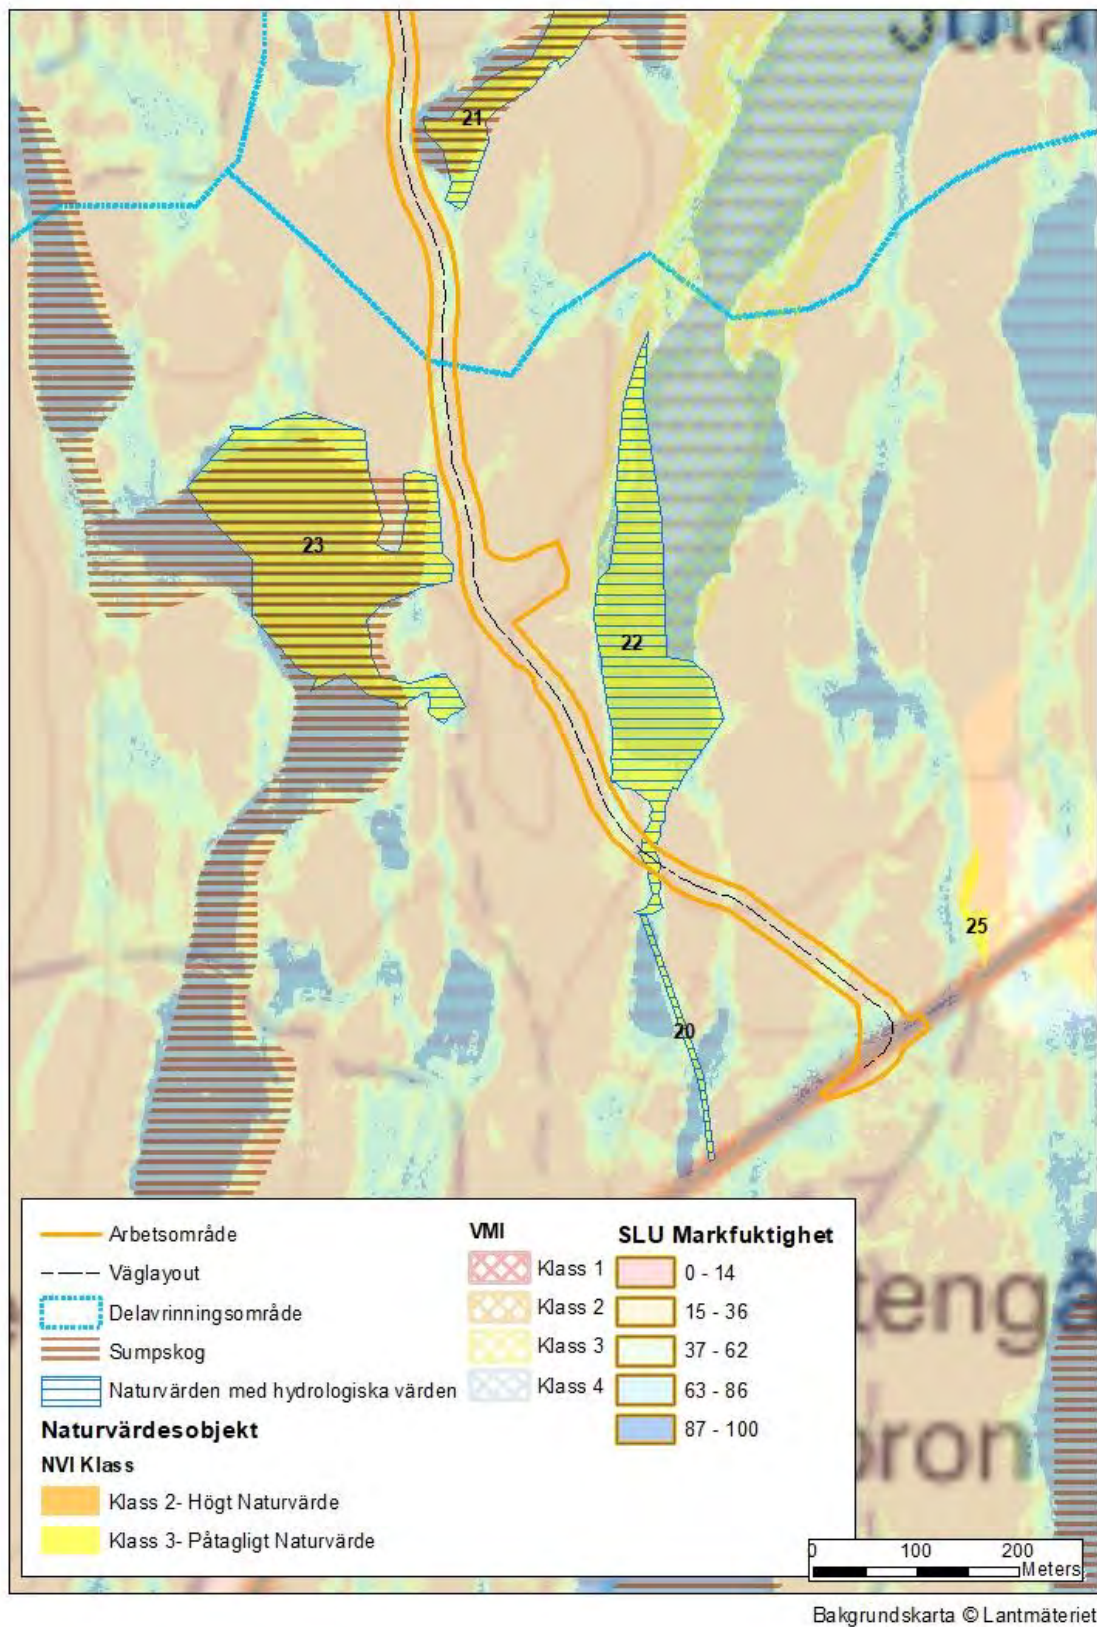 21
23
22
25
20
Arbetsområde
Väglayout
Delavrinningsområde
Sumpskog
Naturvärden med hydrologiska värden
Naturvärdesobjekt
NVI Klass
Klass 2- Högt Naturvärde
Klass 3- Påtagligt Naturvärde
VMI
Klass 1
Klass 2
Klass 3
Klass 4
SLU Markfuktighet
0 - 14
15 - 36
37 - 62
63 - 86
87 - 100
0 100 200
Meters
Bakgrundskarta © Lantmäteriet